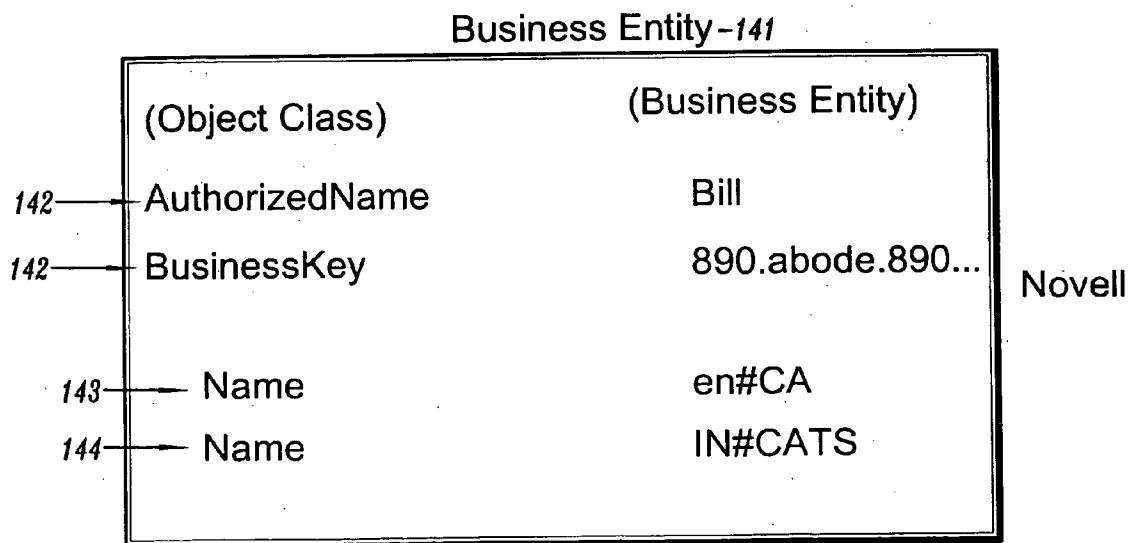 Business Entity-141
(Object Class) (Business Entity)
142 AuthorizedName Bill
142 BusinessKey 890.abode.890...
Novell
143 Name en#CA
144 Name IN#CATS